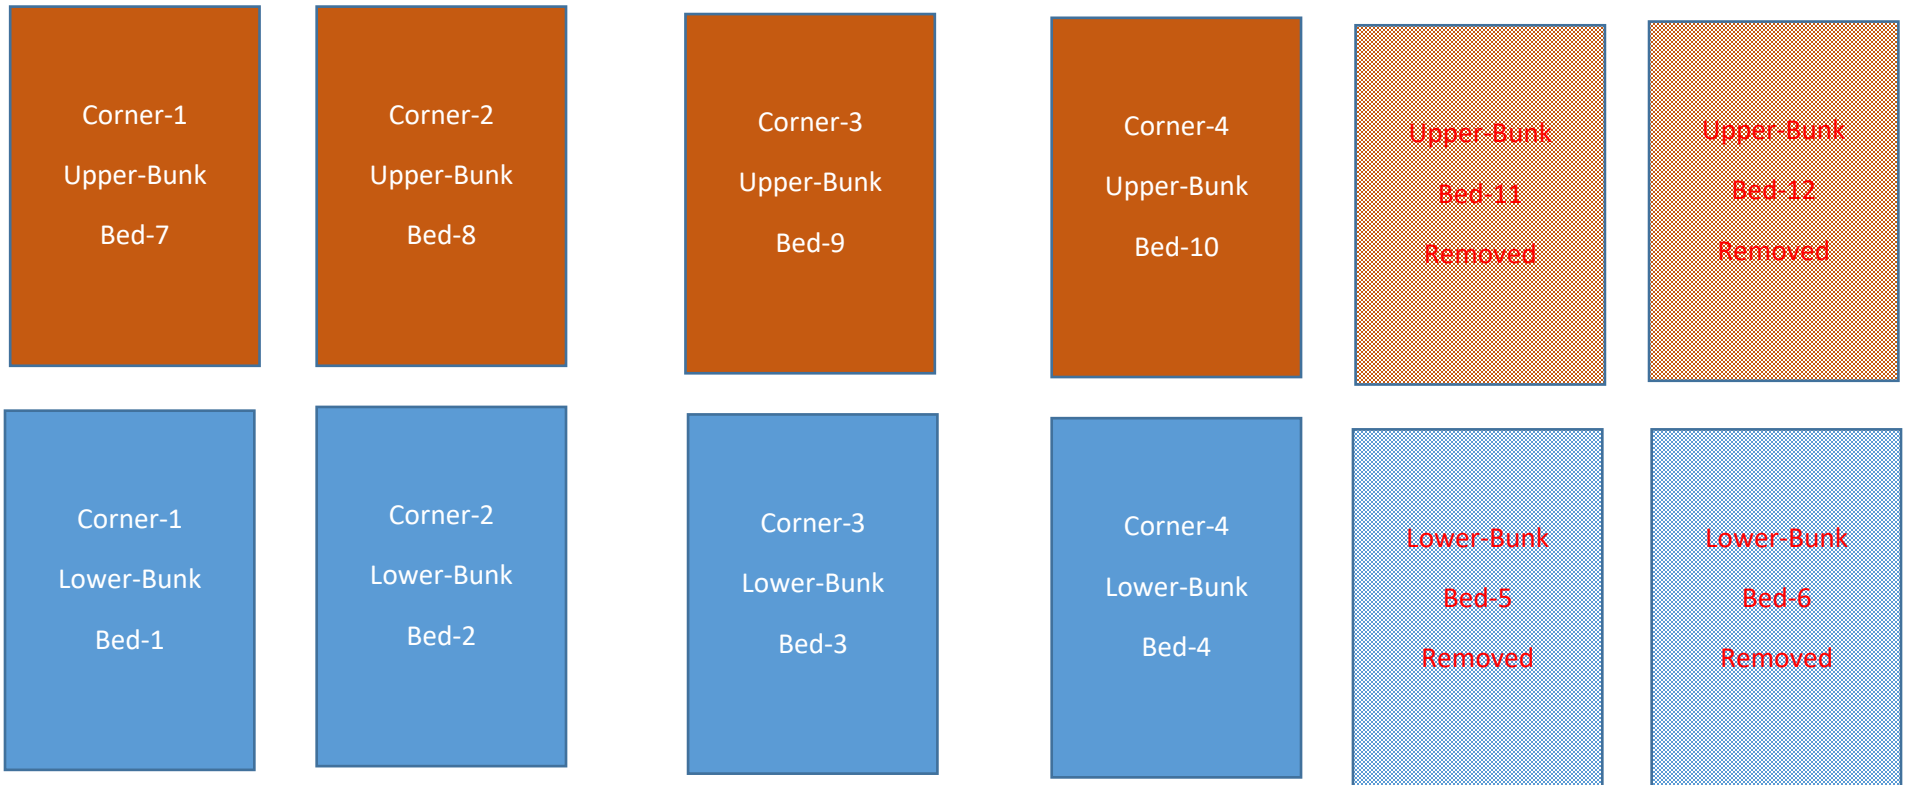 Corner-1
Upper-Bunk
Bed-7
Corner-2
Upper-Bunk
Bed-8
Corner-3
Upper-Bunk
Bed-9
Corner-4
Upper-Bunk
Bed-10
Upper-Bunk
Bed-11
Removed
Upper-Bunk
Bed-12
Removed
Corner-1
Lower-Bunk
Bed-1
Corner-2
Lower-Bunk
Bed-2
Corner-3
Lower-Bunk
Bed-3
Corner-4
Lower-Bunk
Bed-4
Lower-Bunk
Bed-5
Removed
Lower-Bunk
Bed-6
Removed